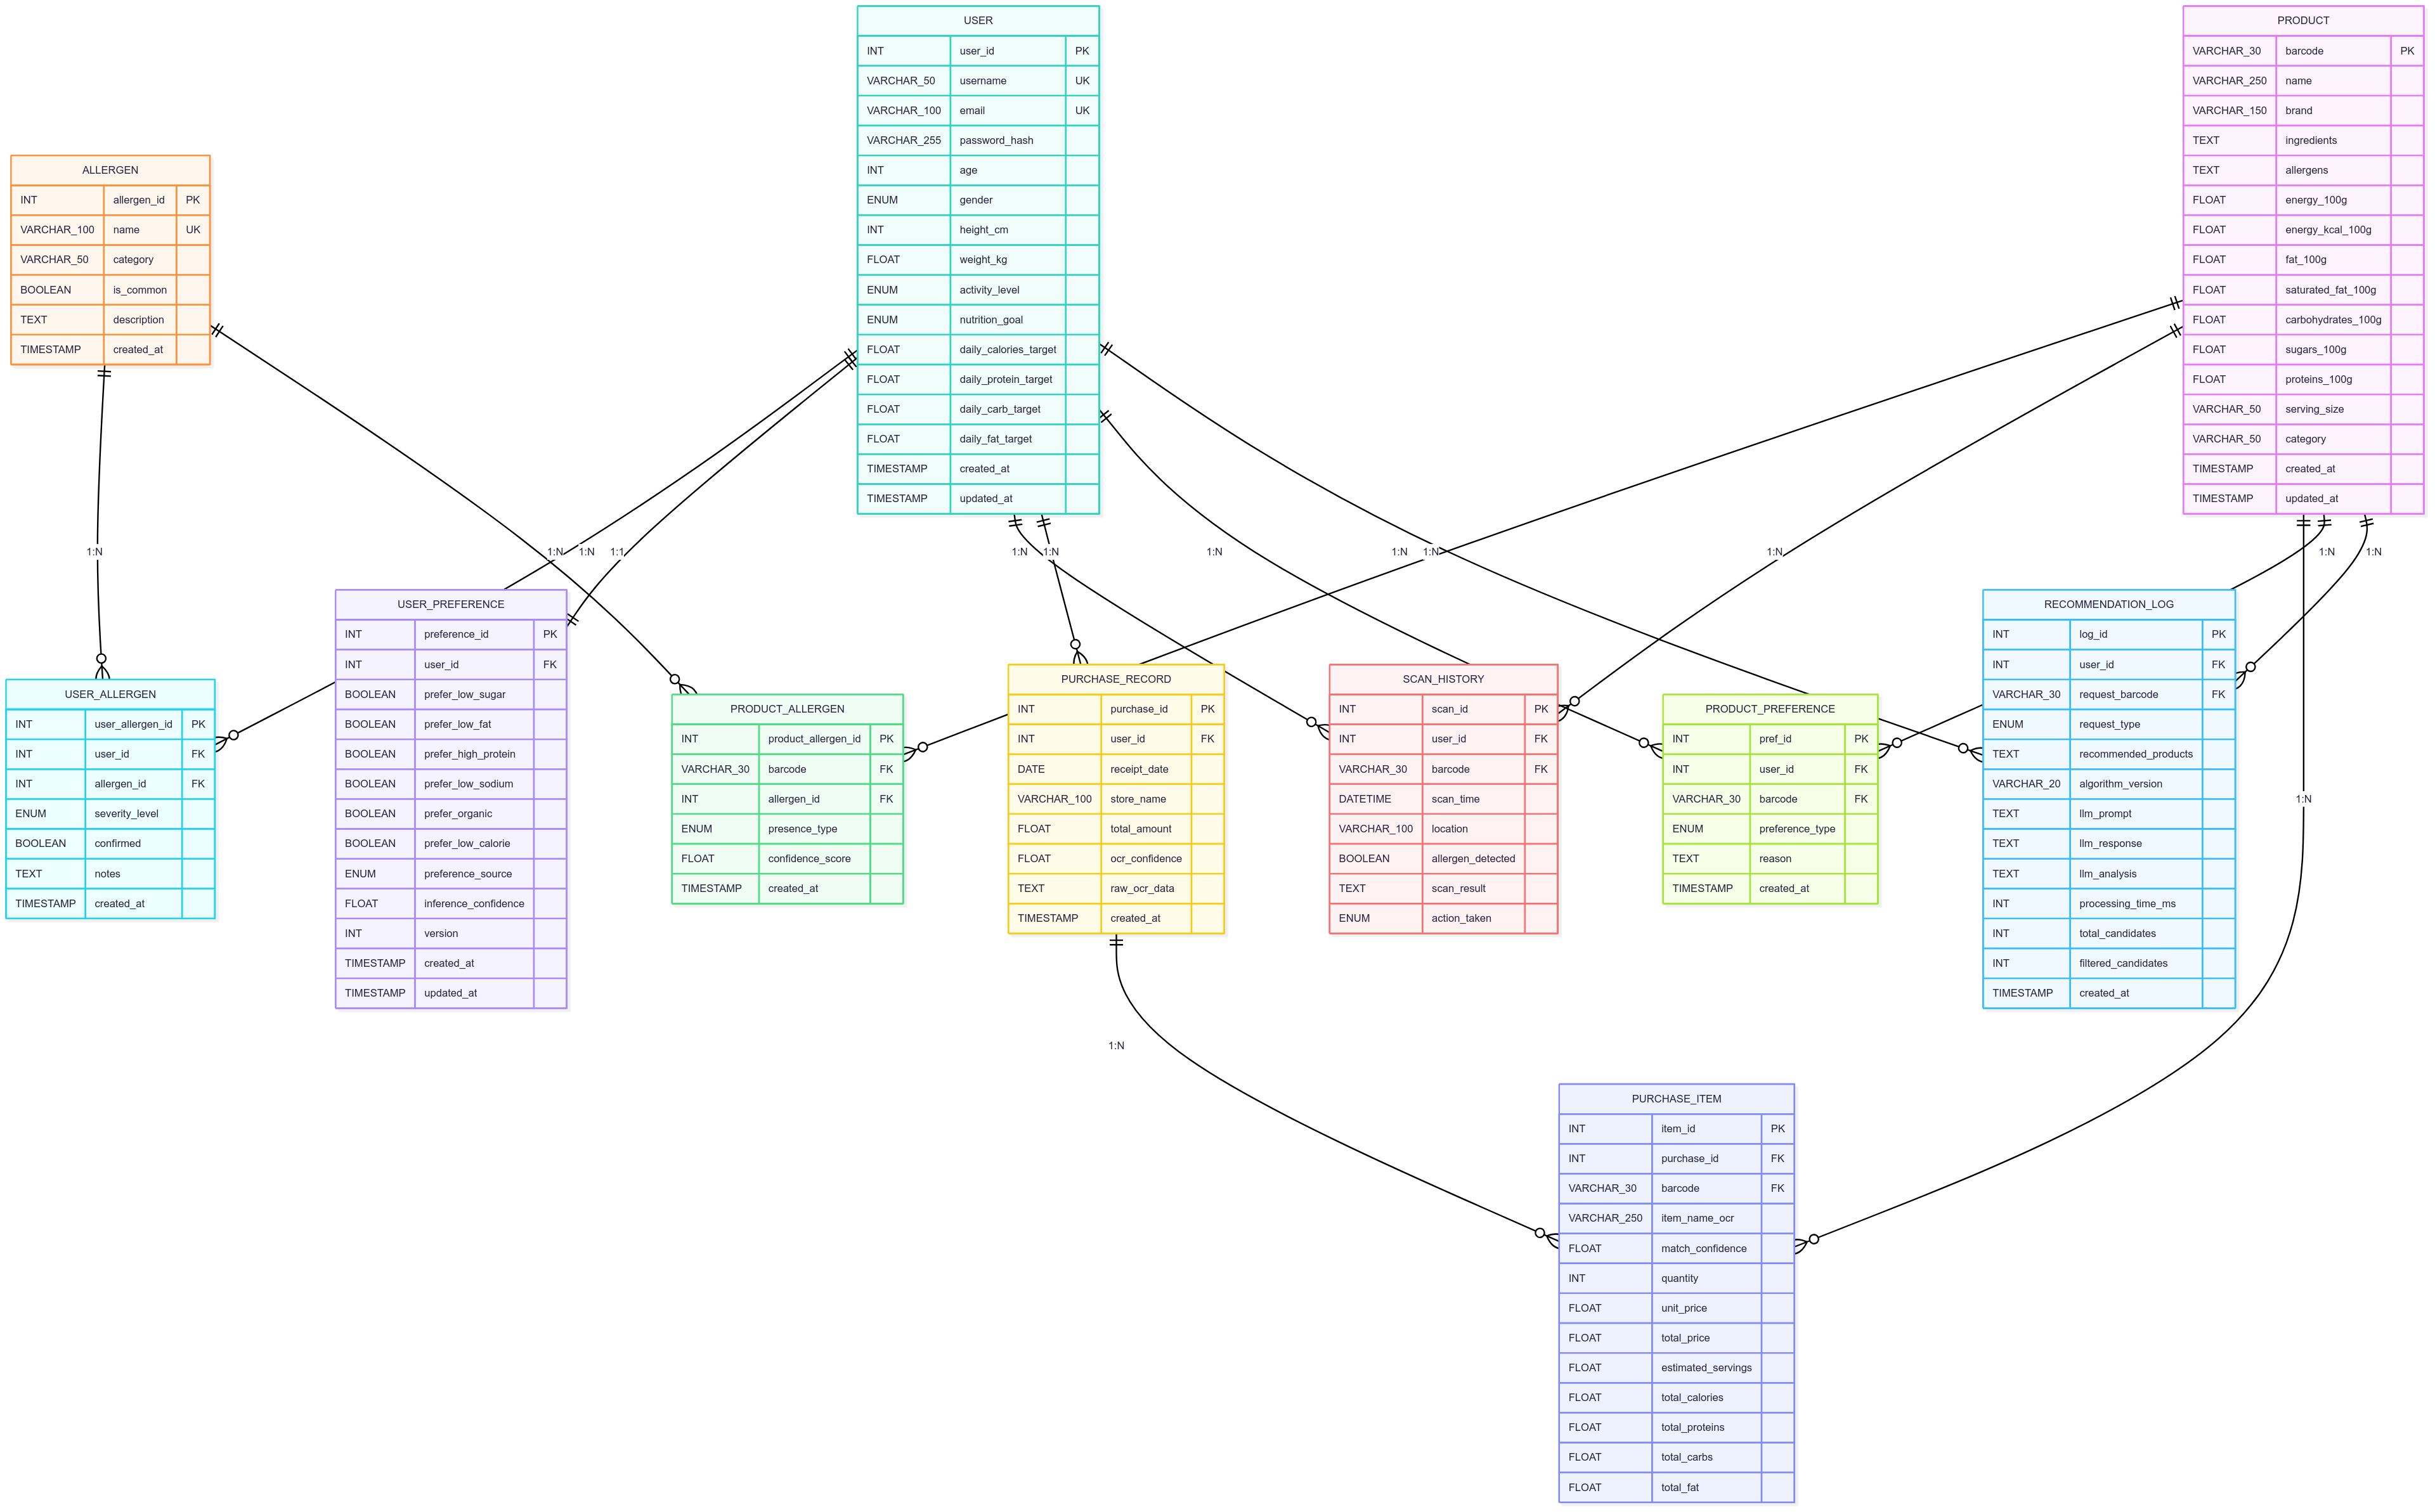 USER
INT user_id PK
VARCHAR_50 username UK
VARCHAR_100 email UK
VARCHAR_255 password_hash
INT age
ENUM gender
INT height_cm
FLOAT weight_kg
ENUM activity_level
ENUM nutrition_goal
FLOAT daily_calories_target
FLOAT daily_protein_target
FLOAT daily_carb_target
FLOAT daily_fat_target
TIMESTAMP created_at
TIMESTAMP updated_at
PRODUCT
VARCHAR_30 barcode PK
VARCHAR_250 name
VARCHAR_150 brand
TEXT ingredients
TEXT allergens
FLOAT energy_100g
FLOAT energy_kcal_100g
FLOAT fat_100g
FLOAT saturated_fat_100g
FLOAT carbohydrates_100g
FLOAT sugars_100g
FLOAT proteins_100g
VARCHAR_50 serving_size
VARCHAR_50 category
TIMESTAMP created_at
TIMESTAMP updated_at
ALLERGEN
INT allergen_id PK
VARCHAR_100 name UK
VARCHAR_50 category
BOOLEAN is_common
TEXT description
TIMESTAMP created_at
1:N
1:N
1:N
1:1
1:N
1:N
1:N
1:N
1:N
1:N
1:N
1:N
USER_ALLERGEN
INT user_allergen_id PK
INT user_id FK
INT allergen_id FK
ENUM severity_level
BOOLEAN confirmed
TEXT notes
TIMESTAMP created_at
USER_PREFERENCE
INT preference_id PK
INT user_id FK
BOOLEAN prefer_low_sugar
BOOLEAN prefer_low_fat
BOOLEAN prefer_high_protein
BOOLEAN prefer_low_sodium
BOOLEAN prefer_organic
BOOLEAN prefer_low_calorie
ENUM preference_source
FLOAT inference_confidence
INT version
TIMESTAMP created_at
TIMESTAMP updated_at
PRODUCT_ALLERGEN
INT product_allergen_id PK
VARCHAR_30 barcode FK
INT allergen_id FK
ENUM presence_type
FLOAT confidence_score
TIMESTAMP created_at
PURCHASE_RECORD
INT purchase_id PK
INT user_id FK
DATE receipt_date
VARCHAR_100 store_name
FLOAT total_amount
FLOAT ocr_confidence
TEXT raw_ocr_data
TIMESTAMP created_at
SCAN_HISTORY
INT scan_id PK
INT user_id FK
VARCHAR_30 barcode FK
DATETIME scan_time
VARCHAR_100 location
BOOLEAN allergen_detected
TEXT scan_result
ENUM action_taken
PRODUCT_PREFERENCE
INT pref_id PK
INT user_id FK
VARCHAR_30 barcode FK
ENUM preference_type
TEXT reason
TIMESTAMP created_at
RECOMMENDATION_LOG
INT log_id PK
INT user_id FK
VARCHAR_30 request_barcode FK
ENUM request_type
TEXT recommended_products
VARCHAR_20 algorithm_version
TEXT llm_prompt
TEXT llm_response
TEXT llm_analysis
INT processing_time_ms
INT total_candidates
INT filtered_candidates
TIMESTAMP created_at
1:N
1:N
PURCHASE_ITEM
INT item_id PK
INT purchase_id FK
VARCHAR_30 barcode FK
VARCHAR_250 item_name_ocr
FLOAT match_confidence
INT quantity
FLOAT unit_price
FLOAT total_price
FLOAT estimated_servings
FLOAT total_calories
FLOAT total_proteins
FLOAT total_carbs
FLOAT total_fat